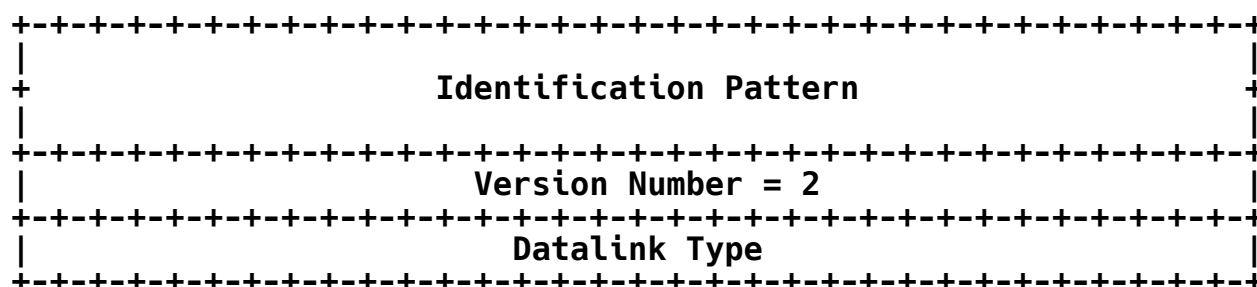 +-+-+-+-+-+-+-+-+-+-+-+-+-+-+-+-+-+-+-+-+-+-+-+-+-+-+-+-+-+-+-+-+
|                                                               |
+                     Identification Pattern                    +
|                                                               |
+-+-+-+-+-+-+-+-+-+-+-+-+-+-+-+-+-+-+-+-+-+-+-+-+-+-+-+-+-+-+-+-+
|                       Version Number = 2                      |
+-+-+-+-+-+-+-+-+-+-+-+-+-+-+-+-+-+-+-+-+-+-+-+-+-+-+-+-+-+-+-+-+
|                         Datalink Type                         |
+-+-+-+-+-+-+-+-+-+-+-+-+-+-+-+-+-+-+-+-+-+-+-+-+-+-+-+-+-+-+-+-+